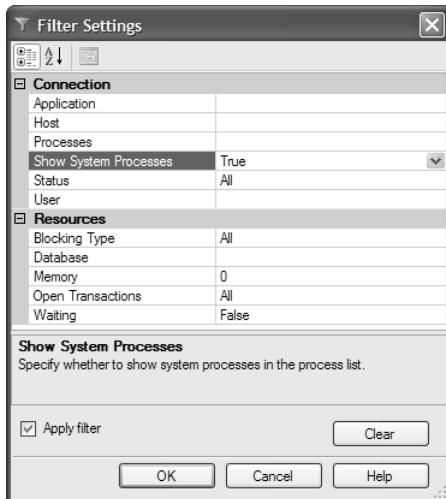 Filter Settings
A
Z
Connection
Application
Host
Processes
Show System Processes True
Status All
User
Resources
Blocking Type All
Database
Memory 0
Open Transactions All
Waiting False
Show System Processes
Specify whether to show system processes in the process list.
Apply filter
Clear
OK Cancel Help